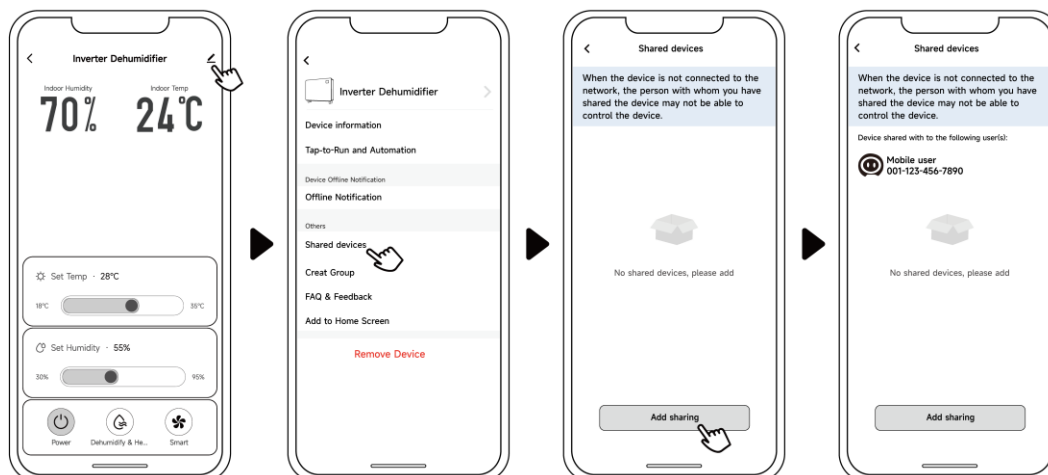 Inverter Dehumidifier
Indoor Humidity
70%
Indoor Temp
24℃
Set Temp · 28℃
18℃
35℃
Set Humidity · 55%
30%
95%
Power
Dehumidify & He...
Smart
Inverter Dehumidifier
Device information
Tap-to-Run and Automation
Device Offline Notification
Offline Notification
Others
Shared devices
Creat Group
FAQ & Feedback
Add to Home Screen
Remove Device
Shared devices
When the device is not connected to the
network, the person with whom you have
shared the device may not be able to
control the device.
No shared devices, please add
Add sharing
Shared devices
When the device is not connected to the
network, the person with whom you have
shared the device may not be able to
control the device.
Device shared with to the following user(s):
Mobile user
001-123-456-7890
No shared devices, please add
Add sharing